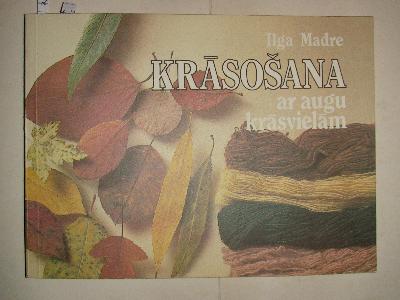 Ilga Madre
KRĀSOŠANA
ar augu
krāsvielām